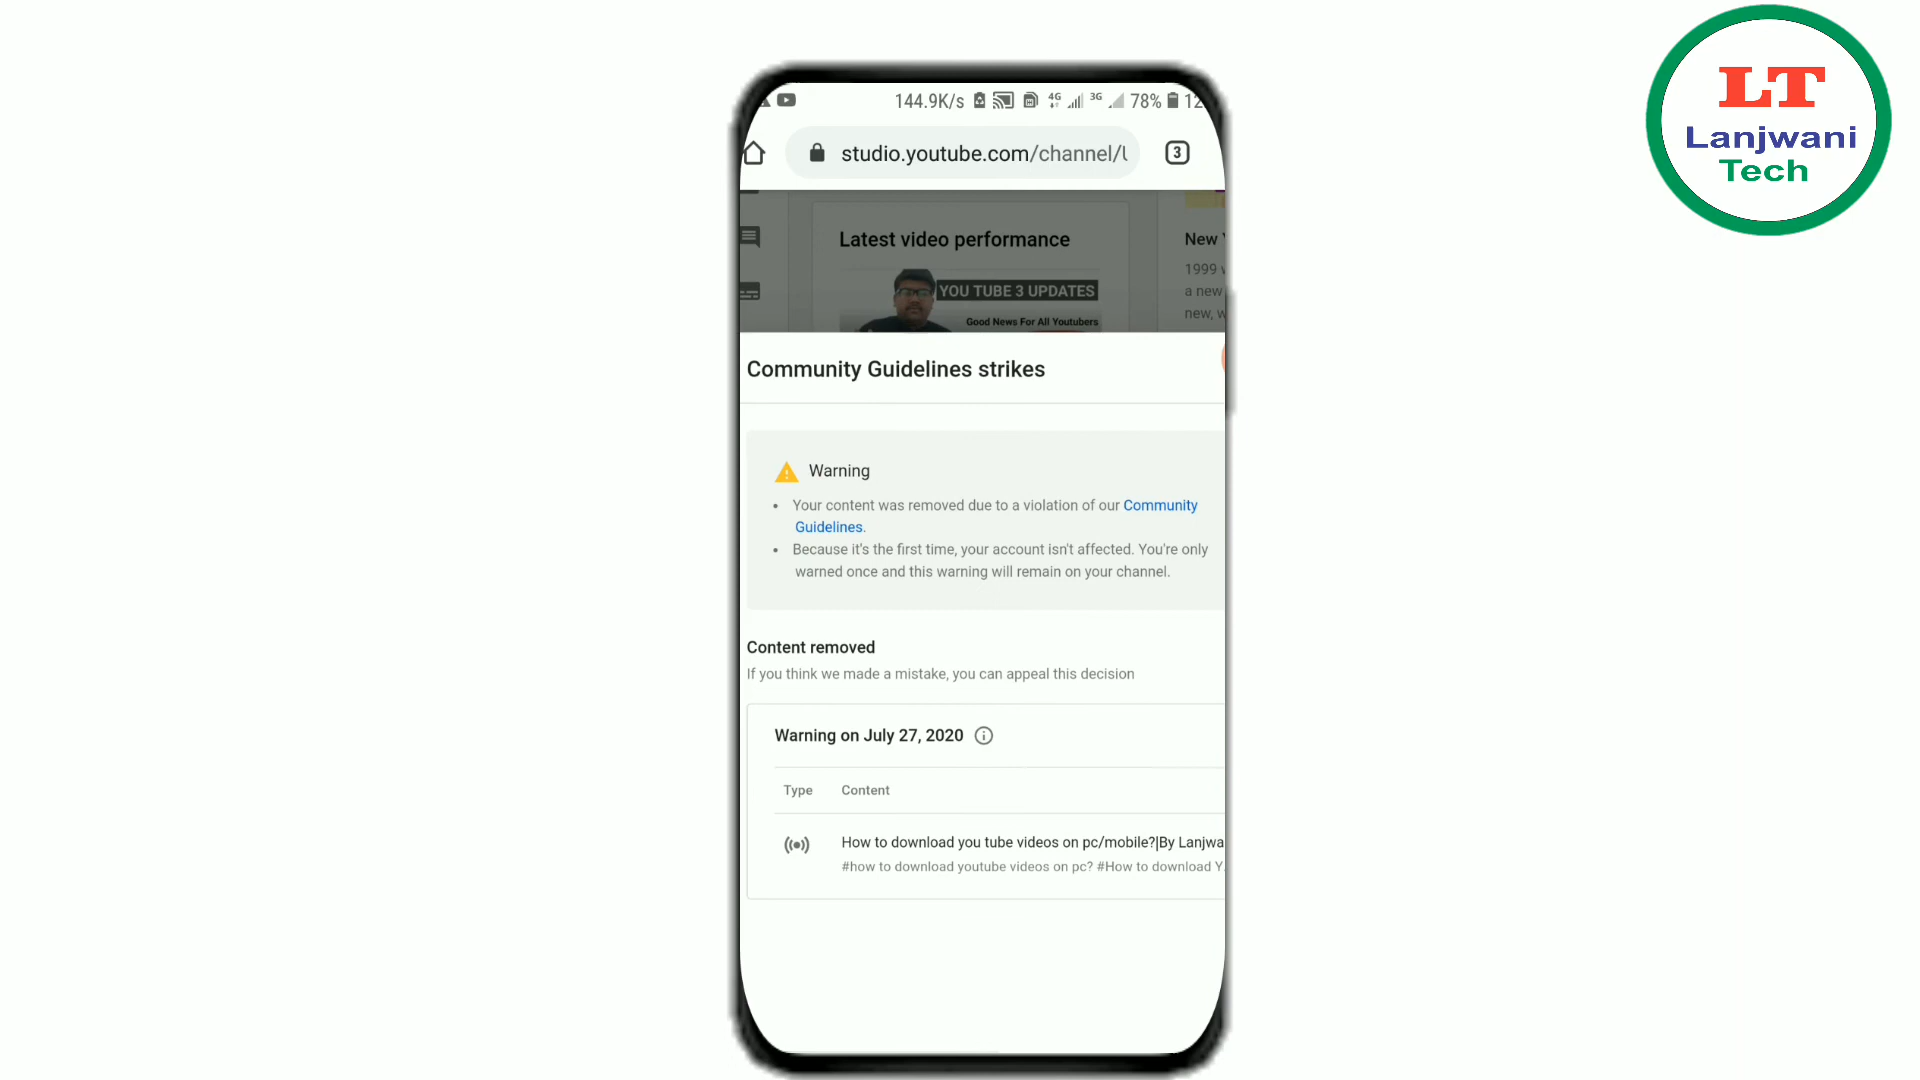 LT
Lanjwani
Tech
144.9K/s 4G 3G 78% 12
studio.youtube.com/channel/U 3
Latest video performance
YOU TUBE 3 UPDATES
Good News For All Youtubers
New Y
1999 w
a new
new, w
Community Guidelines strikes
Warning
• Your content was removed due to a violation of our Community
Guidelines.
• Because it's the first time, your account isn't affected. You're only
warned once and this warning will remain on your channel.
Content removed
If you think we made a mistake, you can appeal this decision
Warning on July 27, 2020
Type Content
How to download you tube videos on pc/mobile?|By Lanjwa
#how to download youtube videos on pc? #How to download Y